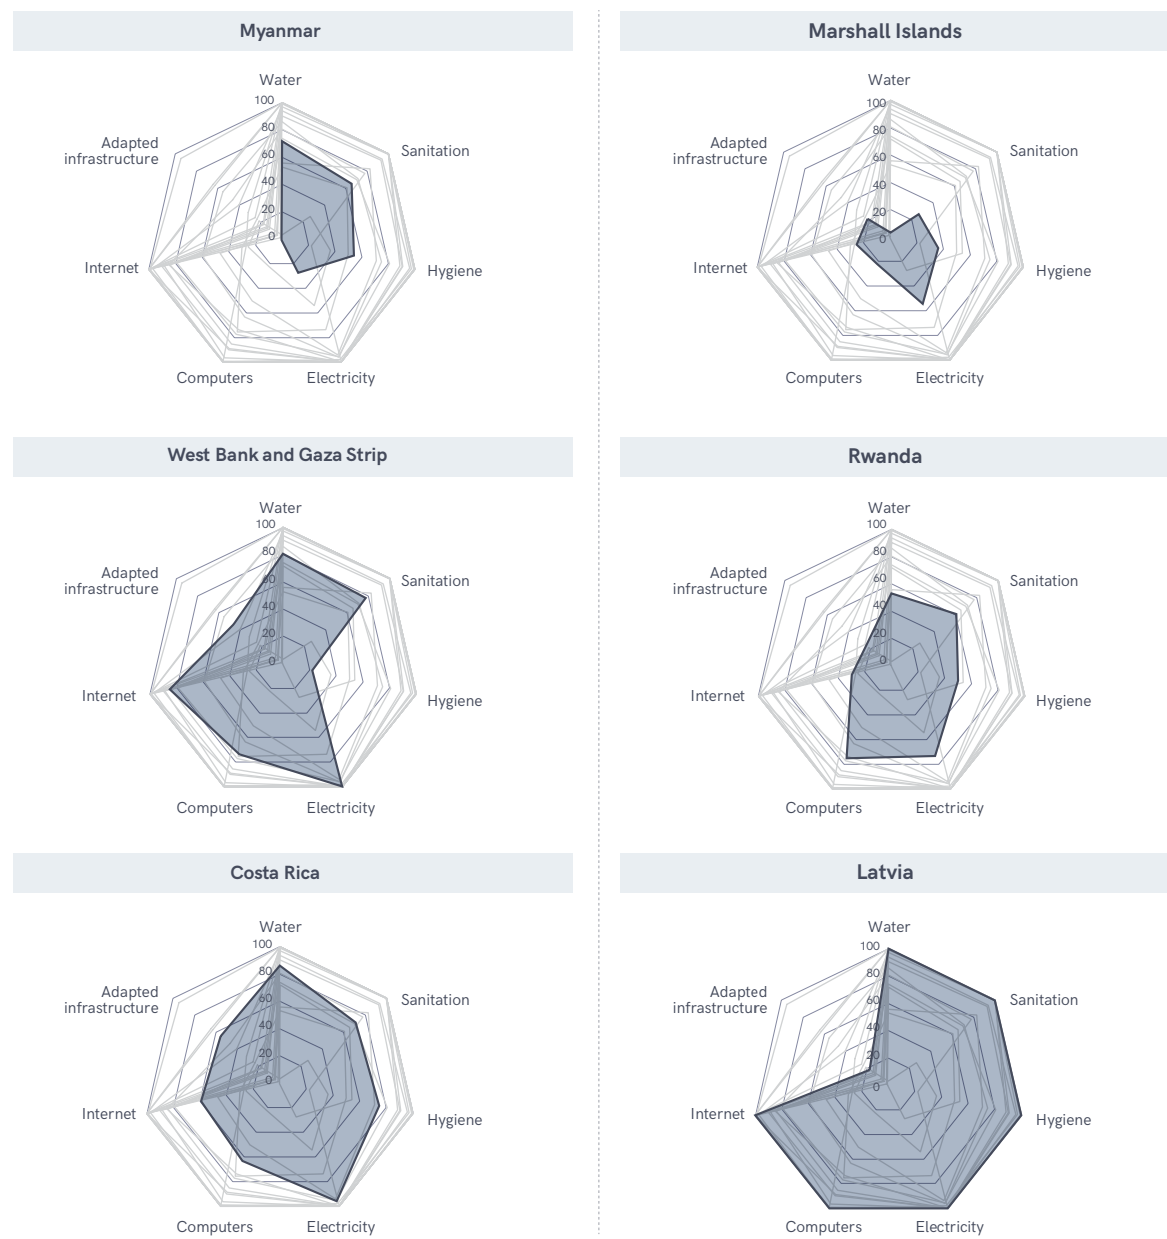 Myanmar
Water
100
80
60
40
20
0
Adapted
infrastructure
Sanitation
Internet
Hygiene
Computers
Electricity
Marshall Islands
Water
100
80
60
40
20
0
Adapted
infrastructure
Sanitation
Internet
Hygiene
Computers
Electricity
West Bank and Gaza Strip
Water
100
80
60
40
20
0
Adapted
infrastructure
Sanitation
Internet
Hygiene
Computers
Electricity
Rwanda
Water
100
80
60
40
20
0
Adapted
infrastructure
Sanitation
Internet
Hygiene
Computers
Electricity
Costa Rica
Water
100
80
60
40
20
0
Adapted
infrastructure
Sanitation
Internet
Hygiene
Computers
Electricity
Latvia
Water
100
80
60
40
20
0
Adapted
infrastructure
Sanitation
Internet
Hygiene
Computers
Electricity